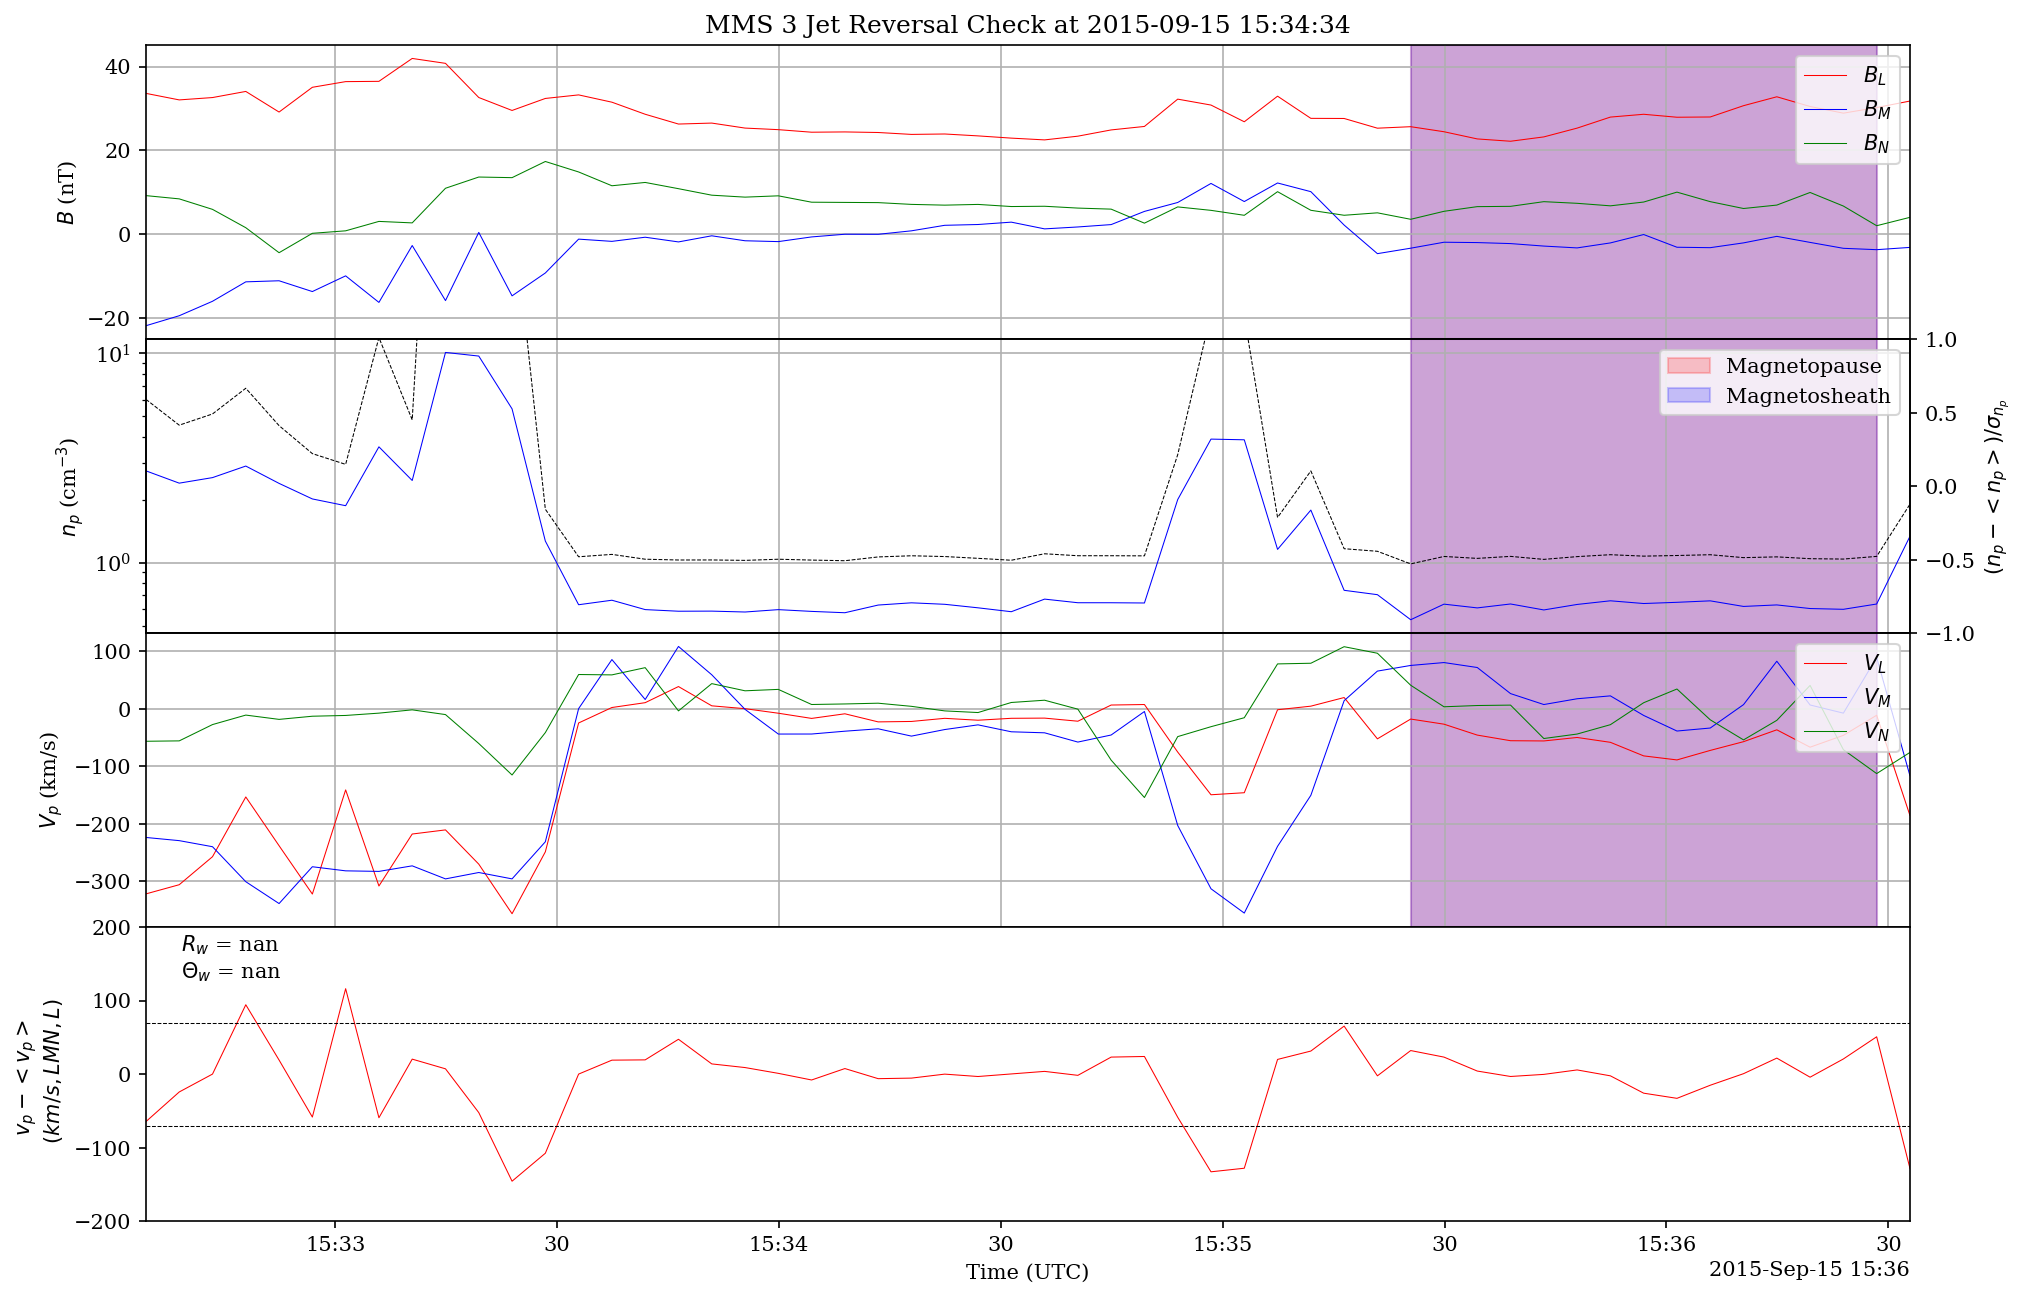 MMS 3 Jet Reversal Check at 2015-09-15 15:34:34
40
20
0
−20
B (nT)
B_L
B_M
B_N
10^1
10^0
n_p (cm^−3)
1.0
0.5
0.0
−0.5
−1.0
(n_p − < n_p >)/σ_{n_p}
Magnetopause
Magnetosheath
100
0
−100
−200
−300
V_p (km/s)
V_L
V_M
V_N
200
100
0
−100
−200
v_p − < v_p >
(km/s, LMN, L)
R_w = nan
Θ_w = nan
15:33
30
15:34
30
15:35
30
15:36
30
Time (UTC)
2015-Sep-15 15:36